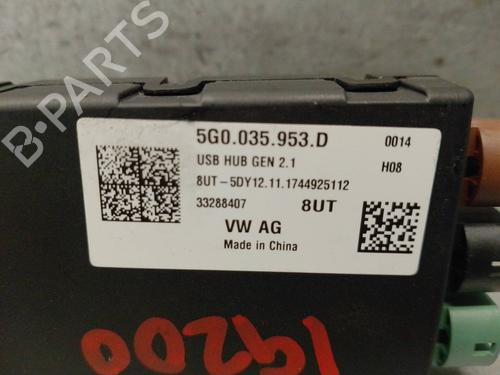 5G0.035.953.D 0014
USB HUB GEN 2.1 H08
8UT-5DY12.11.1744925112
33288407 8UT
VW AG
Made in China
19200